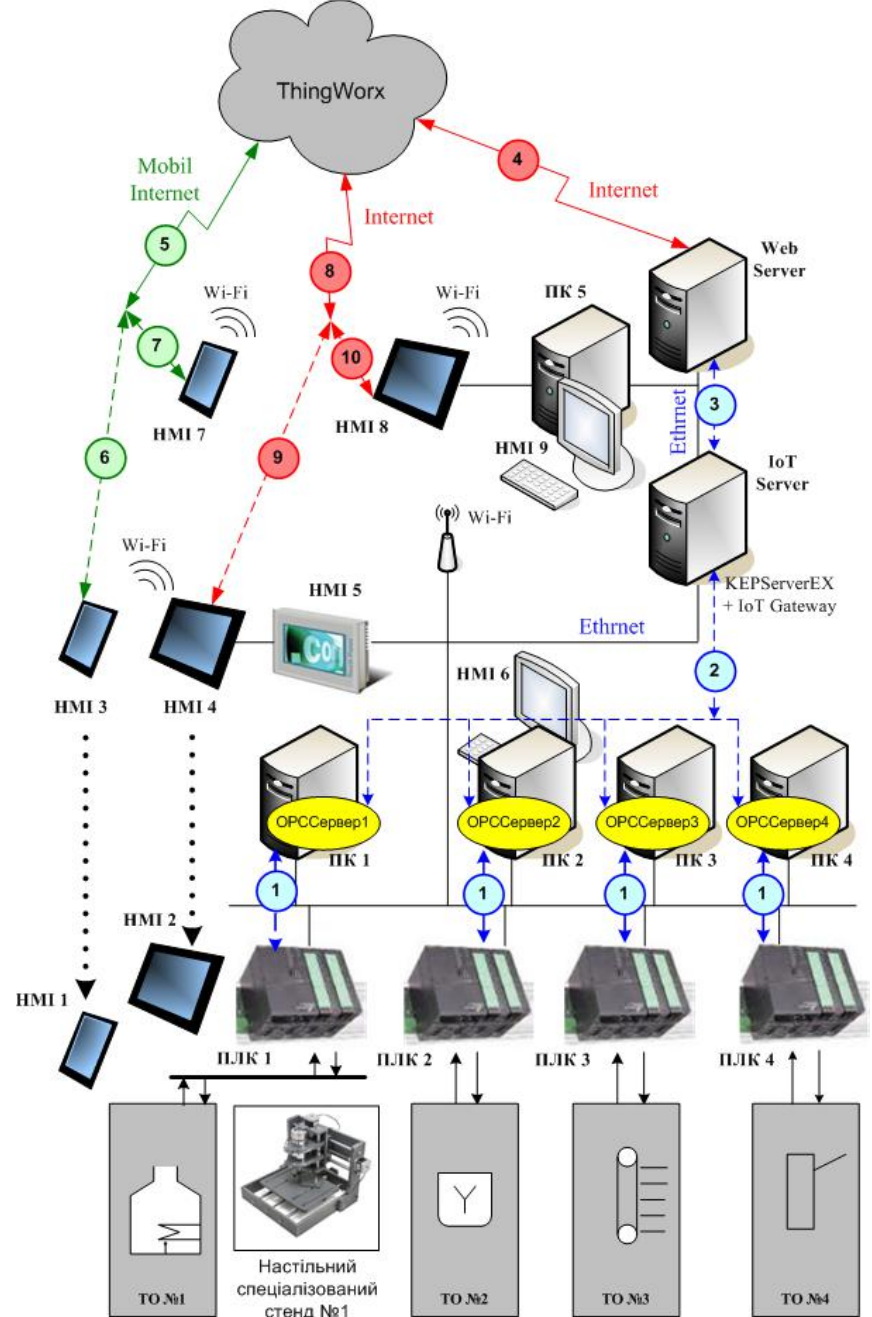 ThingWorx
Mobil
Internet
4
Internet
Internet
5
Web
Server
8
Wi-Fi
Wi-Fi
ПК 5
7
10
3
HMI 7
HMI 8
Ethrnet
HMI 9
6
9
IoT
Server
Wi-Fi
Wi-Fi
HMI 5
KEPServerEX
+ IoT Gateway
Ethrnet
HMI 6
2
HMI 3
HMI 4
OPCСервер1
OPCСервер2
OPCСервер3
OPCСервер4
ПК 1
ПК 2
ПК 3
ПК 4
1
1
1
1
HMI 2
HMI 1
ПЛК 1
ПЛК 2
ПЛК 3
ПЛК 4
Настільний
спеціалізований
стенд №1
ТО №1
ТО №2
ТО №3
ТО №4